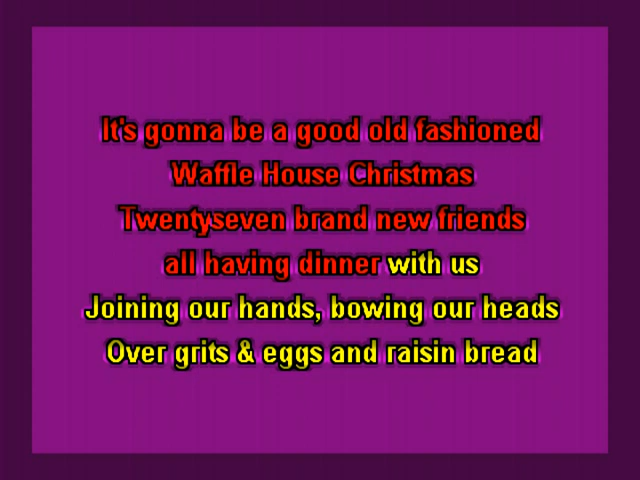 It's gonna be a good old fashioned
Waffle House Christmas
Twentyseven brand new friends
all having dinner with us
Joining our hands, bowing our heads
Over grits & eggs and raisin bread